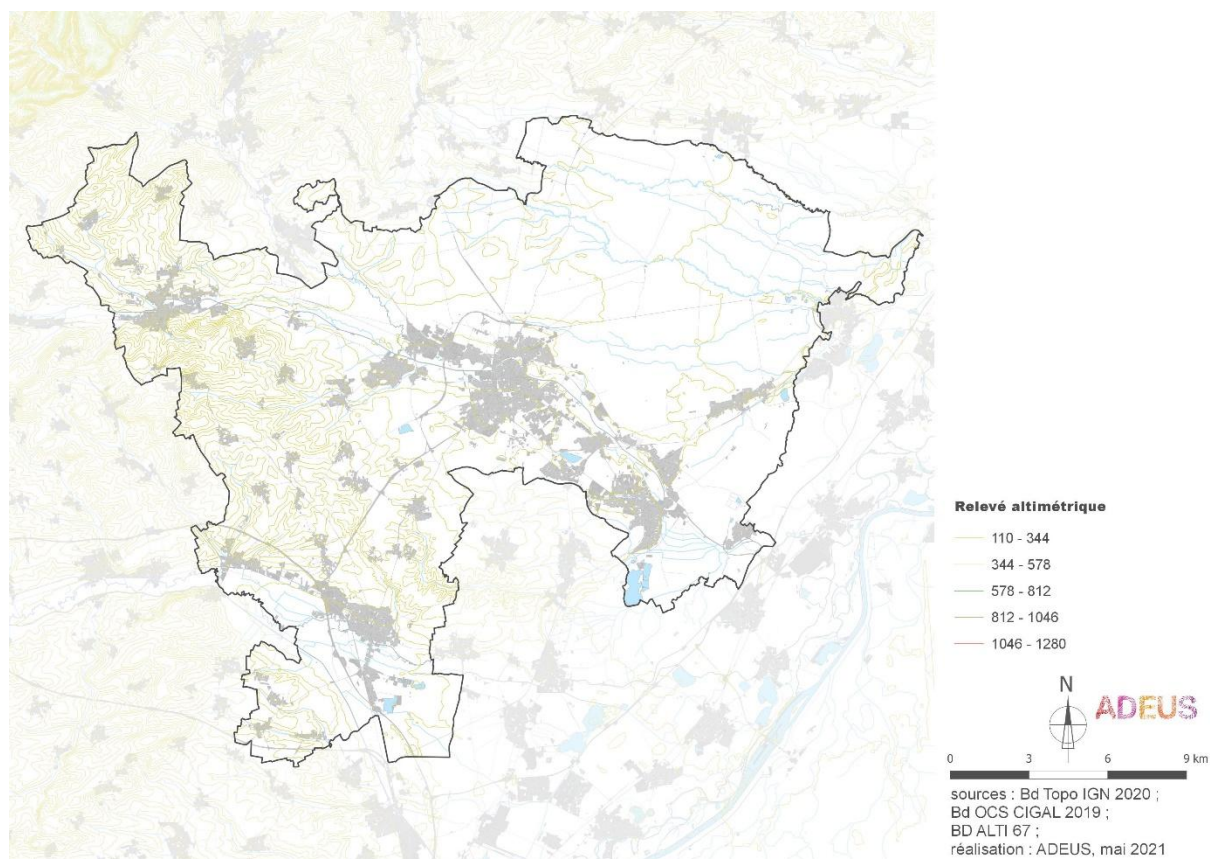 Relevé altimétrique
110 - 344
344 - 578
578 - 812
812 - 1046
1046 - 1280
N
ADEUS
0 3 6 9 km
sources : Bd Topo IGN 2020 ;
Bd OCS CIGAL 2019 ;
BD ALTI 67 ;
réalisation : ADEUS, mai 2021